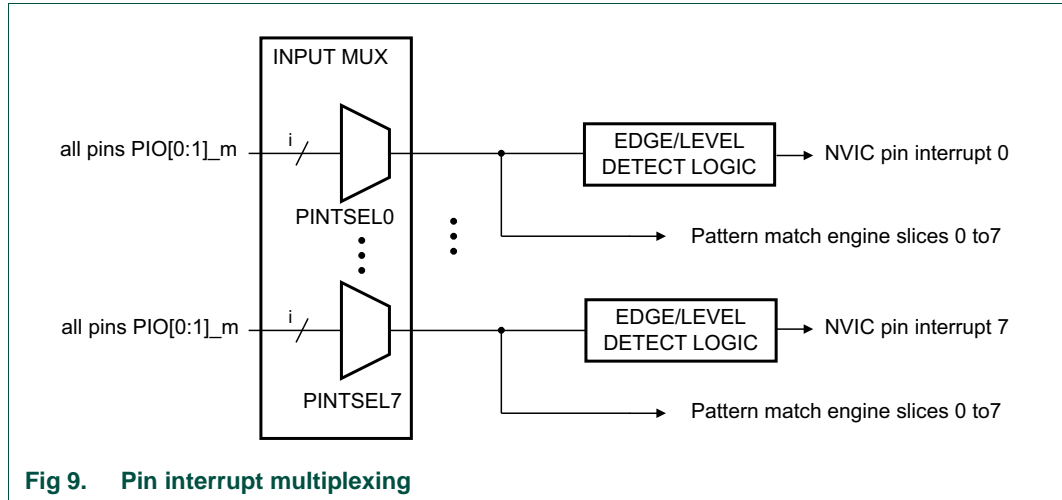 INPUT MUX
all pins PIO[0:1]_m
i
PINTSEL0
EDGE/LEVEL
DETECT LOGIC
NVIC pin interrupt 0
Pattern match engine slices 0 to7
all pins PIO[0:1]_m
i
PINTSEL7
EDGE/LEVEL
DETECT LOGIC
NVIC pin interrupt 7
Pattern match engine slices 0 to7
Fig 9. Pin interrupt multiplexing